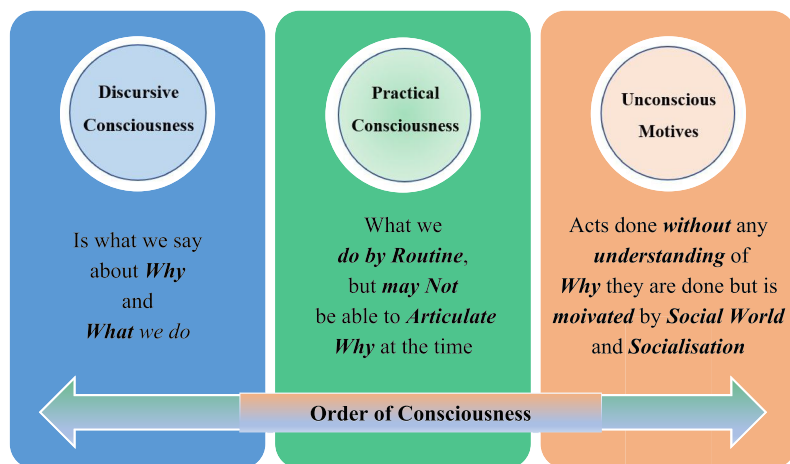 Discursive
Consciousness
Is what we say
about Why
and
What we do
Practical
Consciousness
What we
do by Routine,
but may Not
be able to Articulate
Why at the time
Unconscious
Motives
Acts done without any
understanding of
Why they are done but is
moivated by Social World
and Socialisation
Order of Consciousness